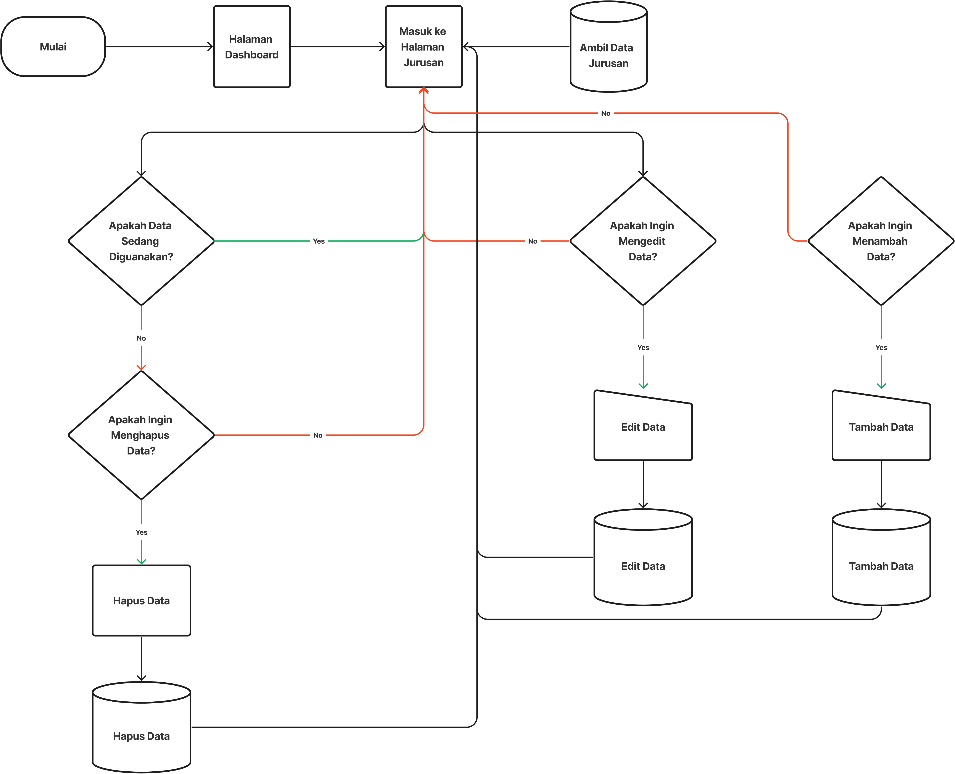 Mulai
Halaman
Dashboard
Masuk ke
Halaman
Jurusan
Ambil Data
Jurusan
No
Apakah Data
Sedang
Diguanakan?
Yes
No
Apakah Ingin
Mengedit
Data?
Apakah Ingin
Menambah
Data?
No
Yes
Yes
Apakah Ingin
Menghapus
Data?
No
Edit Data
Tambah Data
Yes
Edit Data
Tambah Data
Hapus Data
Hapus Data